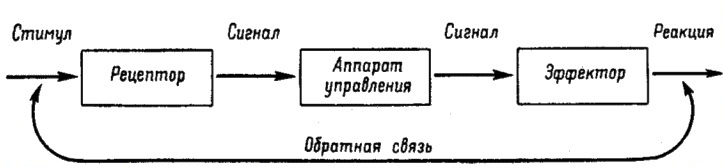 Стимул
Сигнал
Сигнал
Реакция
Рецептор
Аппарат
управления
Эффектор
Обратная связь